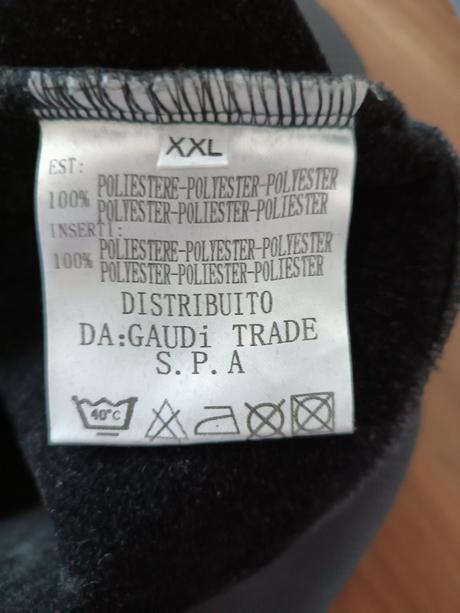 XXL
EST:
100% POLIESTERE-POLYESTER-POLYESTER
POLYESTER-POLIESTER-POLIESTER
INSERTI:
100% POLIESTERE-POLYESTER-POLYESTER
POLYESTER-POLIESTER-POLIESTER
DISTRIBUITO
DA:GAUDi TRADE
S.P.A
40°C